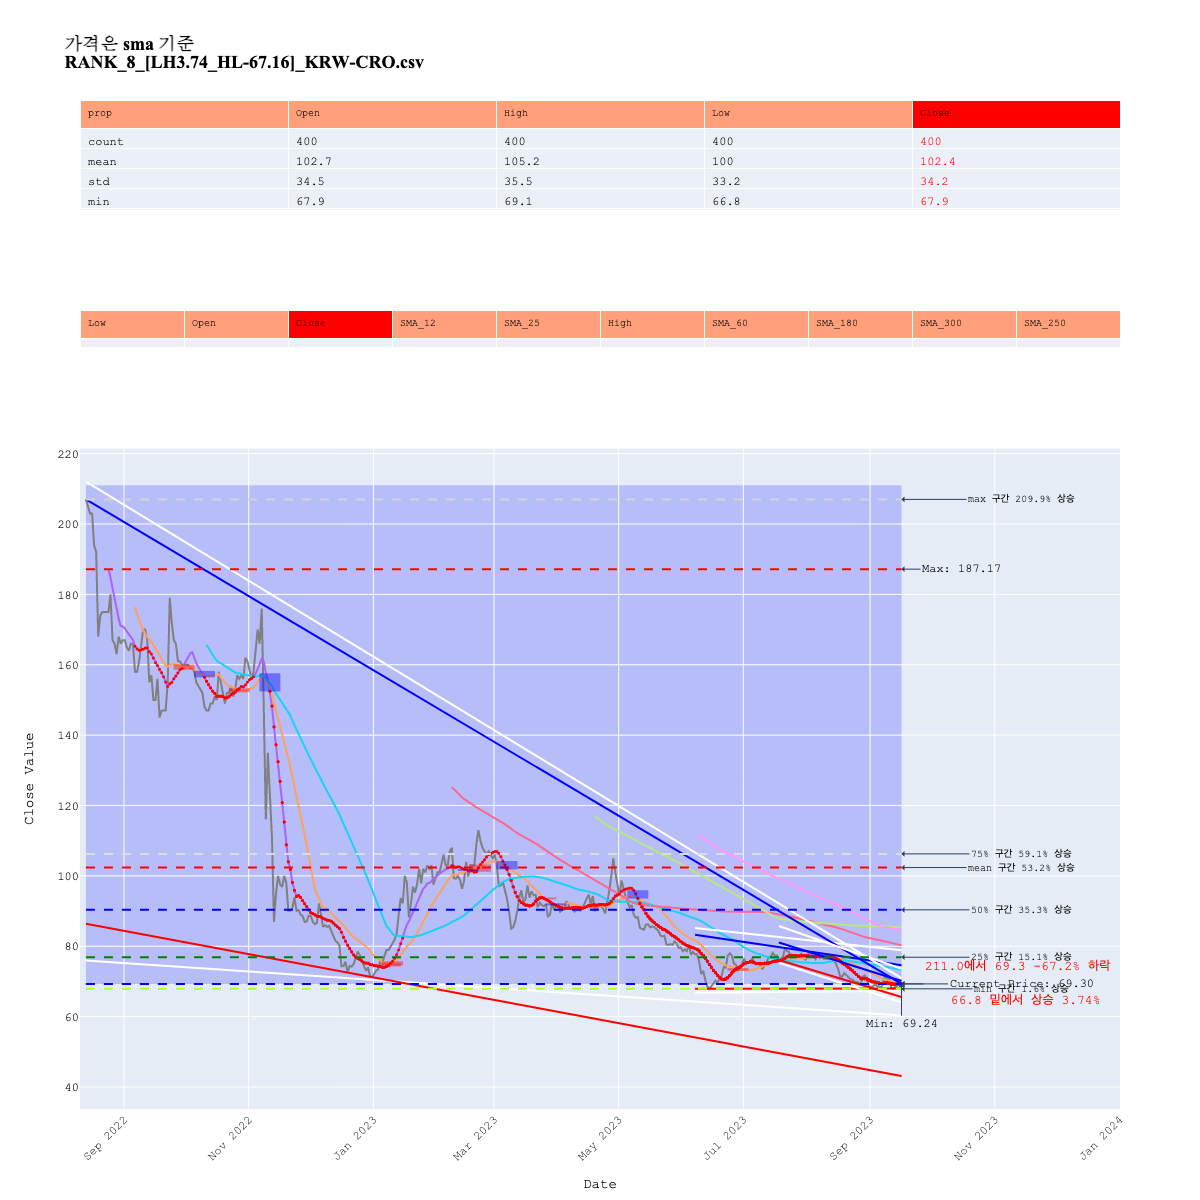 가격은 sma 기준
RANK_8_[LH3.74_HL-67.16]_KRW-CRO.csv
prop Open High Low Close
count 400 400 400 400
mean 102.7 105.2 100 102.4
std 34.5 35.5 33.2 34.2
min 67.9 69.1 66.8 67.9
Low Open Close SMA_12 SMA_25 High SMA_60 SMA_180 SMA_300 SMA_250
220
200
180
160
140
120
100
80
60
40
Close Value
max 구간 209.9% 상승
Max: 187.17
75% 구간 59.1% 상승
mean 구간 53.2% 상승
50% 구간 35.3% 상승
25% 구간 15.1% 상승
211.0에서 69.3 -67.2% 하락
Current Price: 69.30
min 구간 1.6% 상승
66.8 밑에서 상승 3.74%
Min: 69.24
Sep 2022
Nov 2022
Jan 2023
Mar 2023
May 2023
Jul 2023
Sep 2023
Nov 2023
Jan 2024
Date